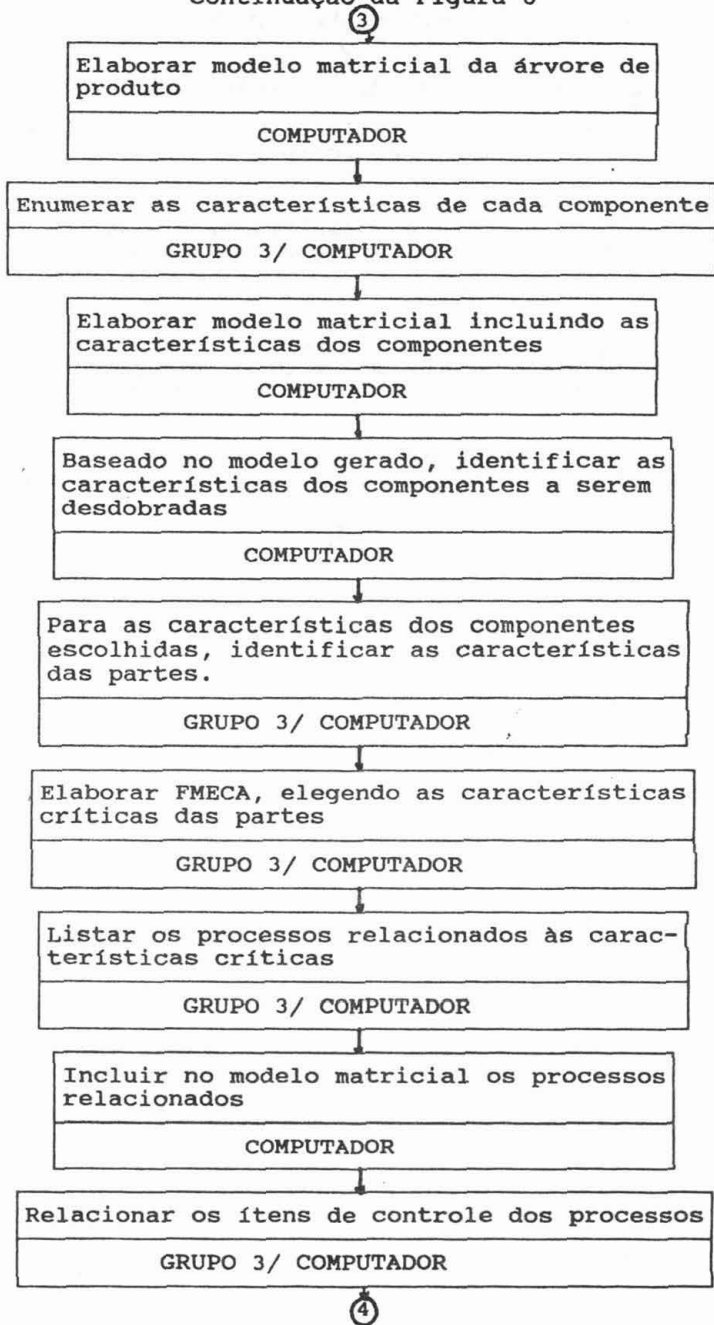 Continuação da Figura 6
3
Elaborar modelo matricial da árvore de
produto
COMPUTADOR
Enumerar as características de cada componente
GRUPO 3/ COMPUTADOR
Elaborar modelo matricial incluindo as
características dos componentes
COMPUTADOR
Baseado no modelo gerado, identificar as
características dos componentes a serem
desdobradas
COMPUTADOR
Para as características dos componentes
escolhidas, identificar as características
das partes.
GRUPO 3/ COMPUTADOR
Elaborar FMECA, elegendo as características
críticas das partes
GRUPO 3/ COMPUTADOR
Listar os processos relacionados às carac-
terísticas críticas
GRUPO 3/ COMPUTADOR
Incluir no modelo matricial os processos
relacionados
COMPUTADOR
Relacionar os ítens de controle dos processos
GRUPO 3/ COMPUTADOR
4